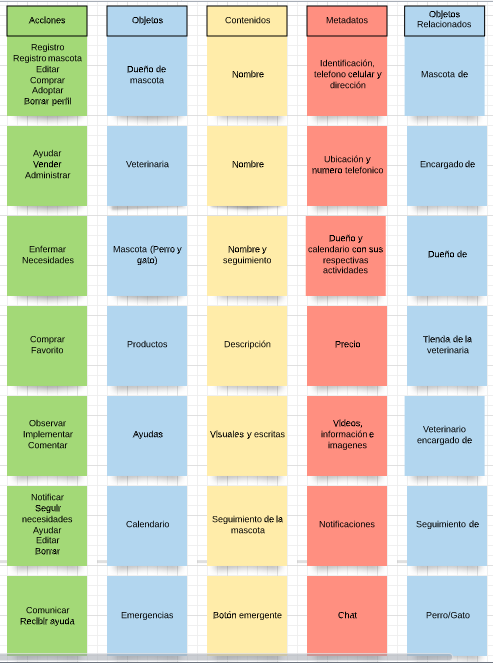 Acciones
Objetos
Contenidos
Metadatos
Objetos
Relacionados
Registro
Registro mascota
Editar
Comprar
Adoptar
Borrar perfil
Dueño de
mascota
Nombre
Identificación,
telefono celular y
dirección
Mascota de
Ayudar
Vender
Administrar
Veterinaria
Nombre
Ubicación y
numero telefonico
Encargado de
Enfermar
Necesidades
Mascota (Perro y
gato)
Nombre y
seguimiento
Dueño y
calendario con sus
respectivas
actividades
Dueño de
Comprar
Favorito
Productos
Descripción
Precio
Tienda de la
veterinaria
Observar
Implementar
Comentar
Ayudas
Visuales y escritas
Videos,
información e
imagenes
Veterinario
encargado de
Notificar
Seguir
necesidades
Ayudar
Editar
Borrar
Calendario
Seguimiento de la
mascota
Notificaciones
Seguimiento de
Comunicar
Recibir ayuda
Emergencias
Botón emergente
Chat
Perro/Gato